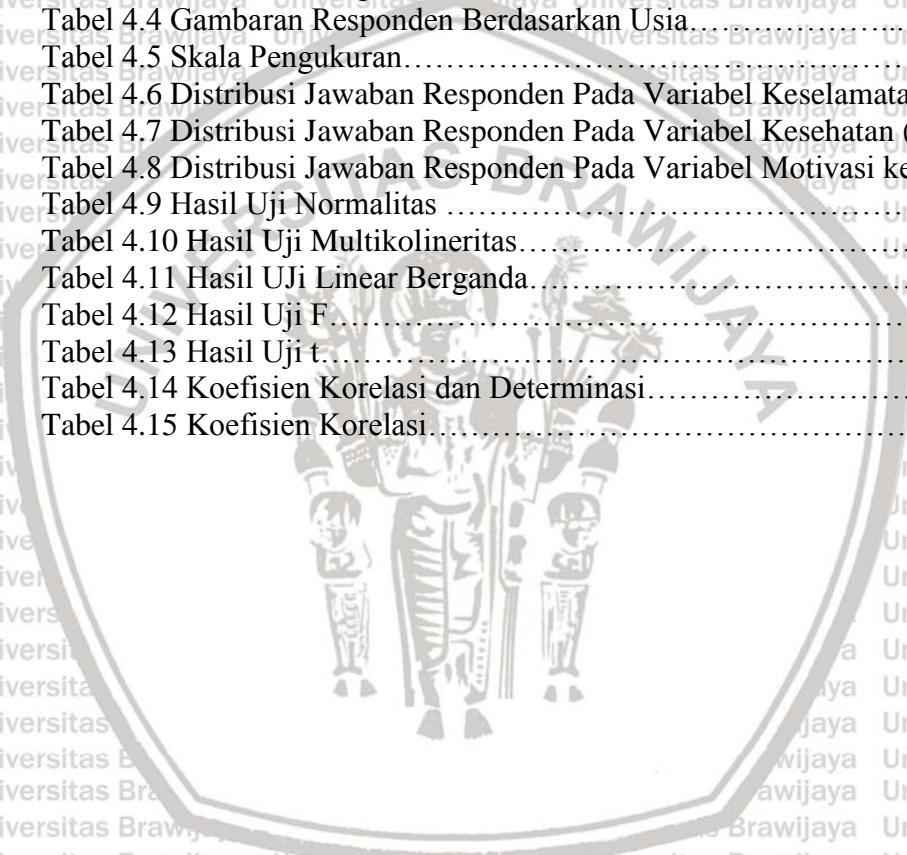 Tabel 4.4 Gambaran Responden Berdasarkan Usia…………………..
Tabel 4.5 Skala Pengukuran……………………………………………
Tabel 4.6 Distribusi Jawaban Responden Pada Variabel Keselamata
Tabel 4.7 Distribusi Jawaban Responden Pada Variabel Kesehatan (
Tabel 4.8 Distribusi Jawaban Responden Pada Variabel Motivasi ke
Tabel 4.9 Hasil Uji Normalitas ………………………………………….
Tabel 4.10 Hasil Uji Multikolineritas……………………………………
Tabel 4.11 Hasil UJi Linear Berganda……………………………………
Tabel 4.12 Hasil Uji F……………………………………………………
Tabel 4.13 Hasil Uji t……………………………………………………
Tabel 4.14 Koefisien Korelasi dan Determinasi…………………………
Tabel 4.15 Koefisien Korelasi……………………………………………
UNIVERSITAS BRAWIJAYA